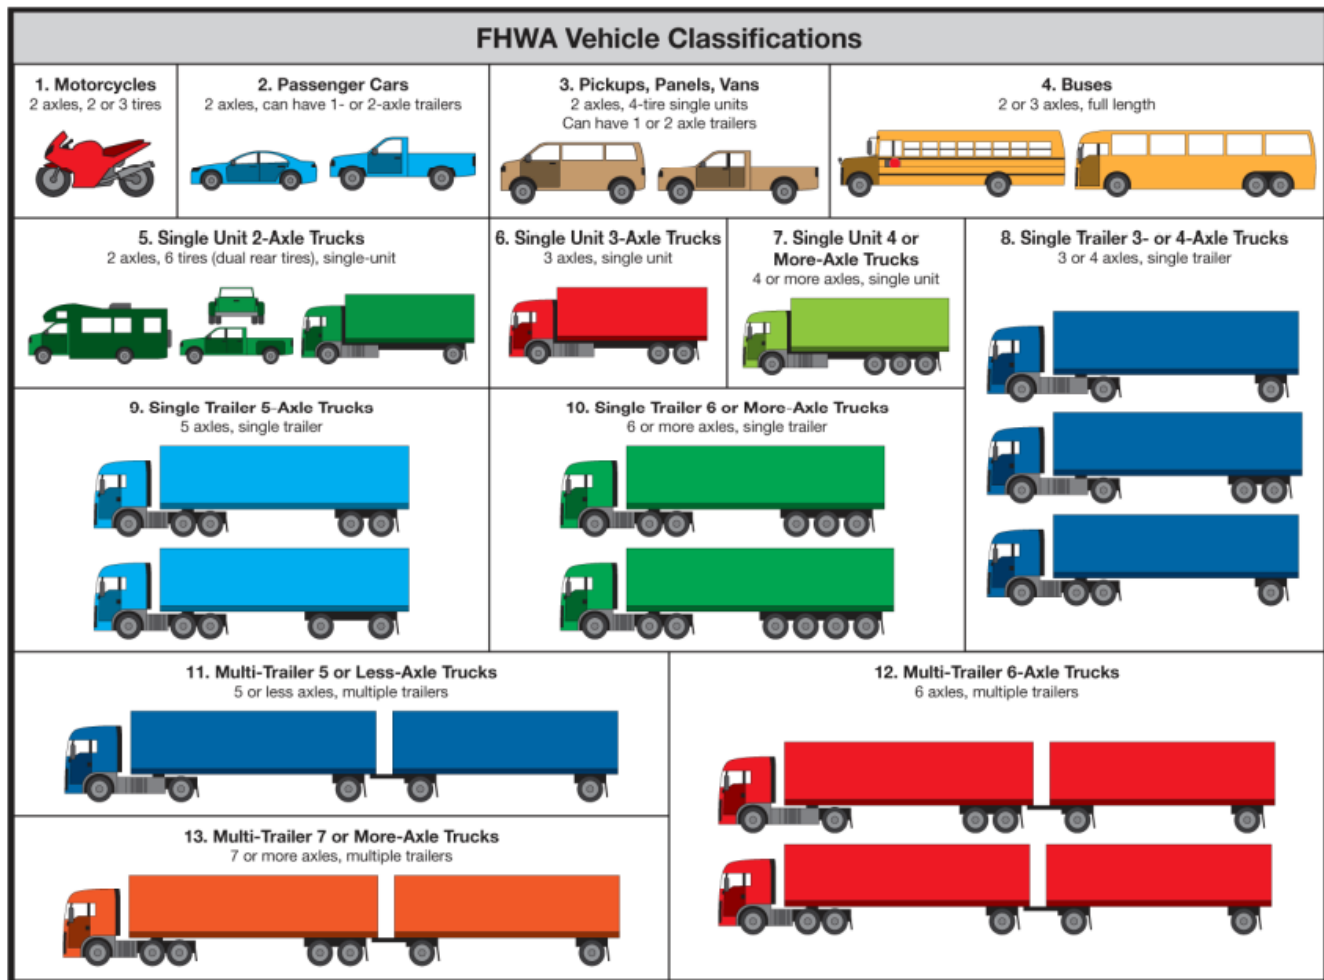 FHWA Vehicle Classifications
1. Motorcycles
2 axles, 2 or 3 tires
2. Passenger Cars
2 axles, can have 1- or 2-axle trailers
3. Pickups, Panels, Vans
2 axles, 4-tire single units
Can have 1 or 2 axle trailers
4. Buses
2 or 3 axles, full length
5. Single Unit 2-Axle Trucks
2 axles, 6 tires (dual rear tires), single-unit
6. Single Unit 3-Axle Trucks
3 axles, single unit
7. Single Unit 4 or
More-Axle Trucks
4 or more axles, single unit
8. Single Trailer 3- or 4-Axle Trucks
3 or 4 axles, single trailer
9. Single Trailer 5-Axle Trucks
5 axles, single trailer
10. Single Trailer 6 or More-Axle Trucks
6 or more axles, single trailer
11. Multi-Trailer 5 or Less-Axle Trucks
5 or less axles, multiple trailers
12. Multi-Trailer 6-Axle Trucks
6 axles, multiple trailers
13. Multi-Trailer 7 or More-Axle Trucks
7 or more axles, multiple trailers